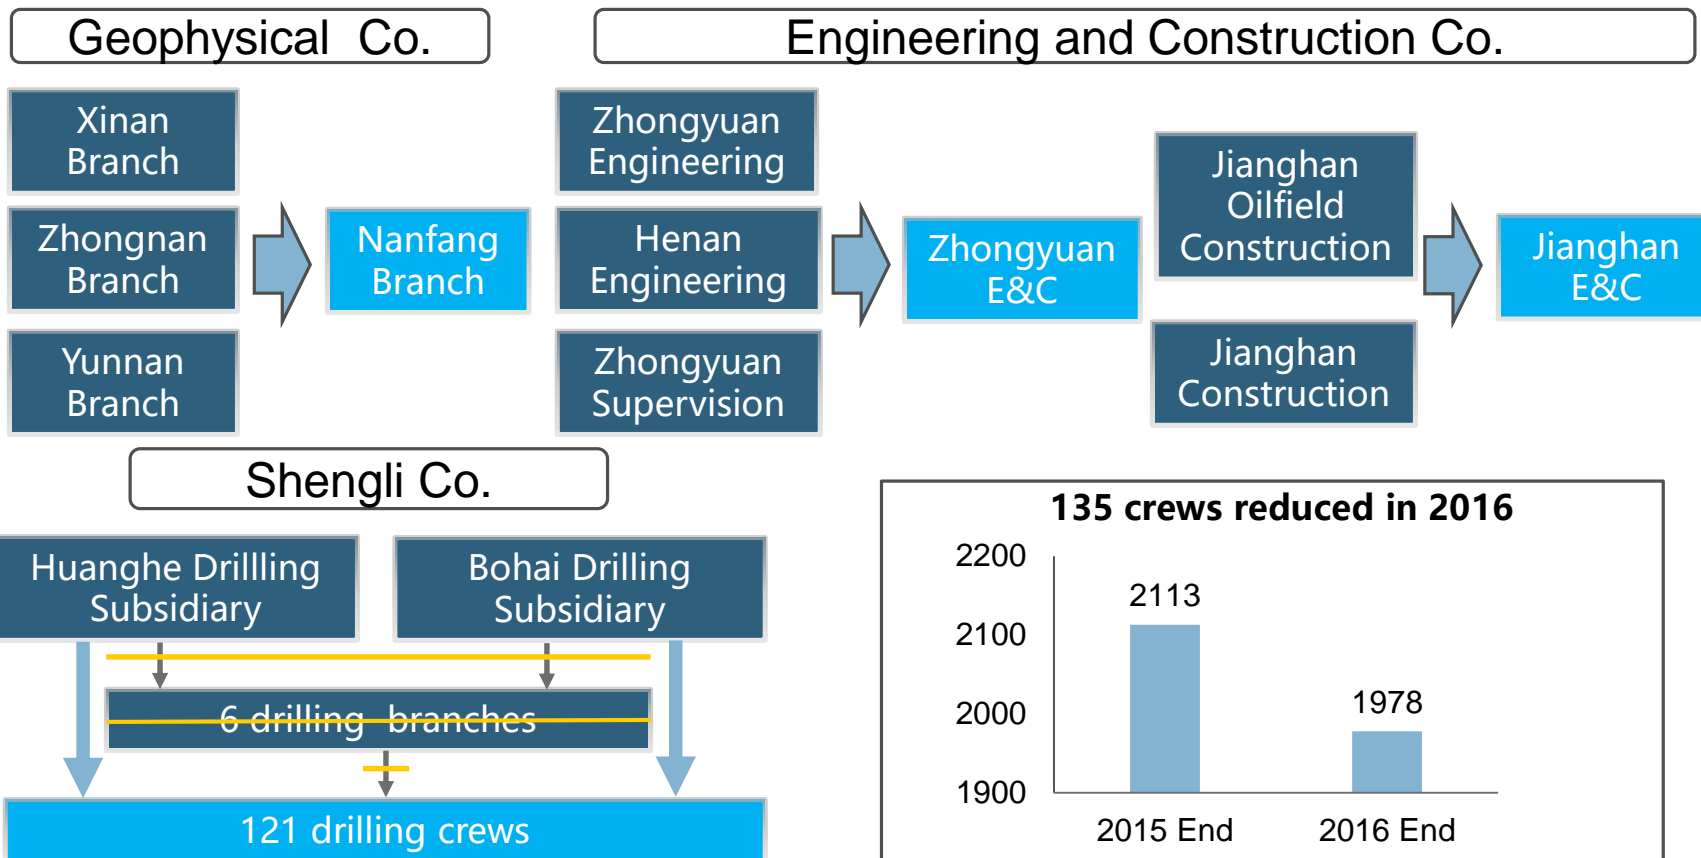 Geophysical Co.
Engineering and Construction Co.
Xinan
Branch
Zhongnan
Branch
Yunnan
Branch
Nanfang
Branch
Zhongyuan
Engineering
Henan
Engineering
Zhongyuan
Supervision
Zhongyuan
E&C
Jianghan
Oilfield
Construction
Jianghan
Construction
Jianghan
E&C
Shengli Co.
Huanghe Drillling
Subsidiary
Bohai Drilling
Subsidiary
6 drilling branches
121 drilling crews
135 crews reduced in 2016
2200
2100
2000
1900
2113
1978
2015 End
2016 End